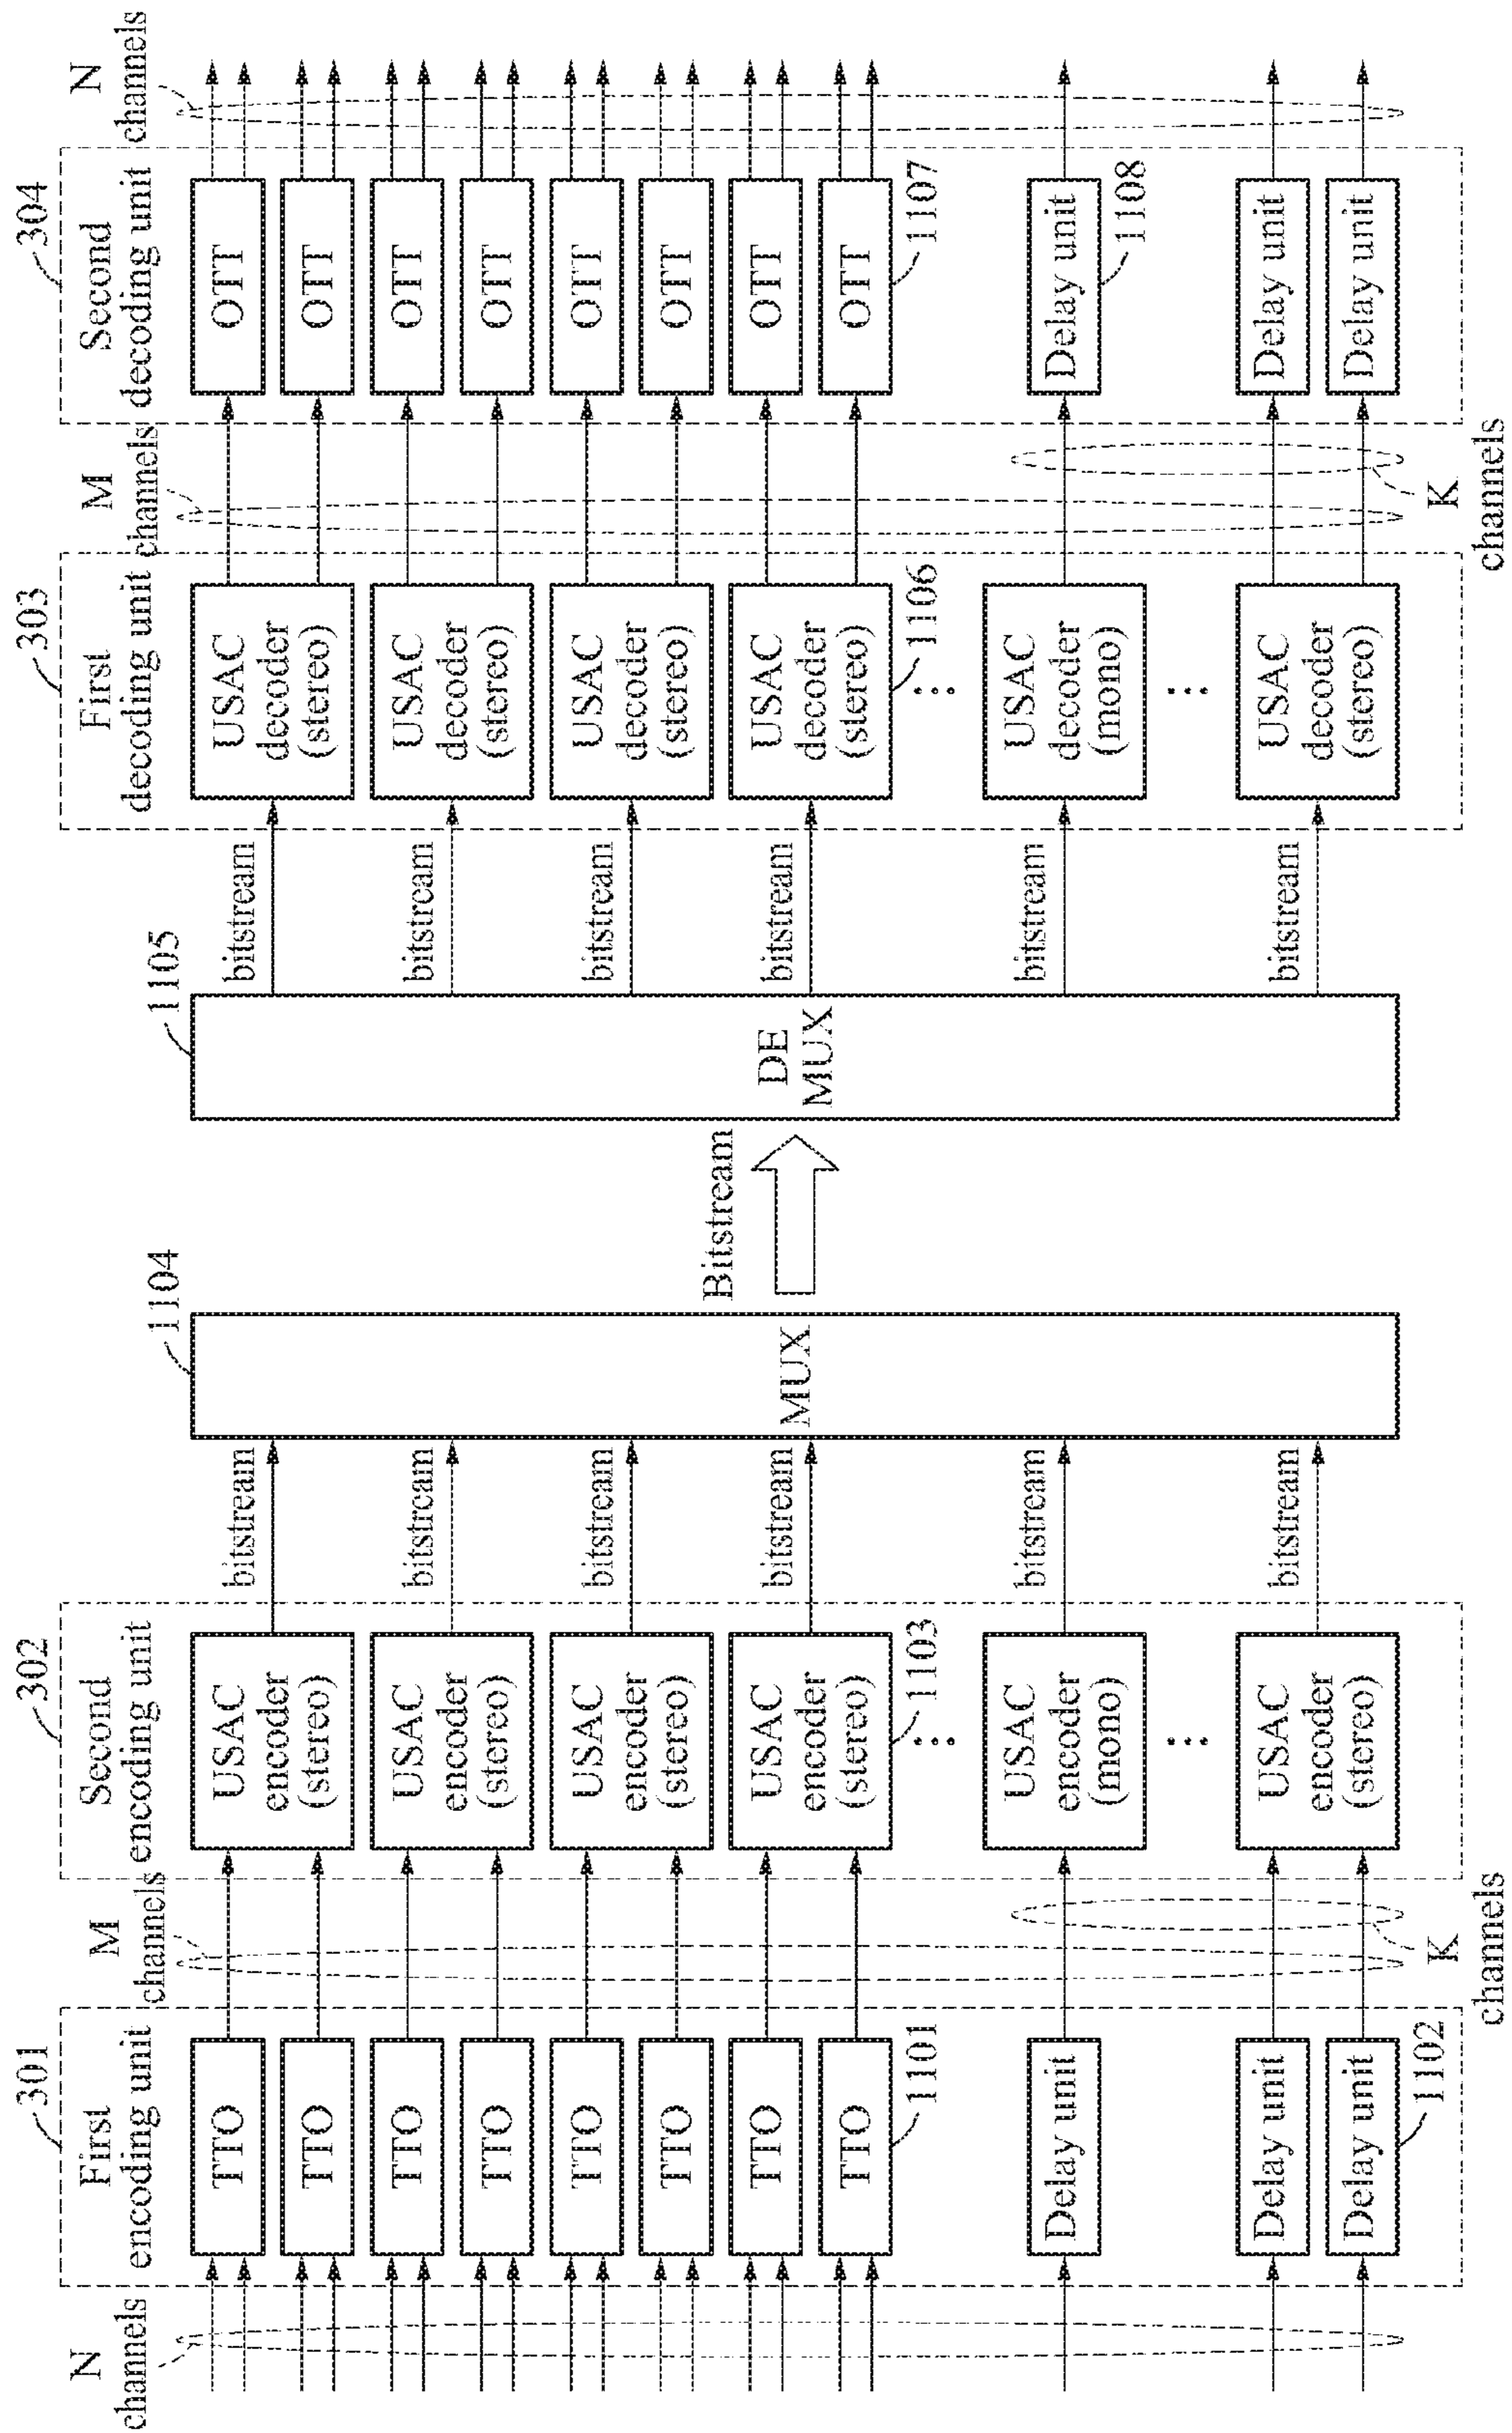 N
channels
301
First
encoding unit
TTO
TTO
TTO
TTO
TTO
TTO
TTO
TTO
1101
Delay unit
Delay unit
Delay unit
1102
M
channels
K
channels
302
Second
encoding unit
USAC
encoder
(stereo)
USAC
encoder
(stereo)
USAC
encoder
(stereo)
USAC
encoder
(stereo)
1103
⋮
USAC
encoder
(mono)
⋮
USAC
encoder
(stereo)
bitstream
bitstream
bitstream
bitstream
bitstream
bitstream
1104
MUX
Bitstream
1105
DE
MUX
bitstream
bitstream
bitstream
bitstream
bitstream
bitstream
303
First
decoding unit
USAC
decoder
(stereo)
USAC
decoder
(stereo)
USAC
decoder
(stereo)
USAC
decoder
(stereo)
1106
⋮
USAC
decoder
(mono)
⋮
USAC
decoder
(stereo)
M
channels
K
channels
304
Second
decoding unit
OTT
OTT
OTT
OTT
OTT
OTT
OTT
OTT
1107
Delay unit
1108
Delay unit
Delay unit
N
channels